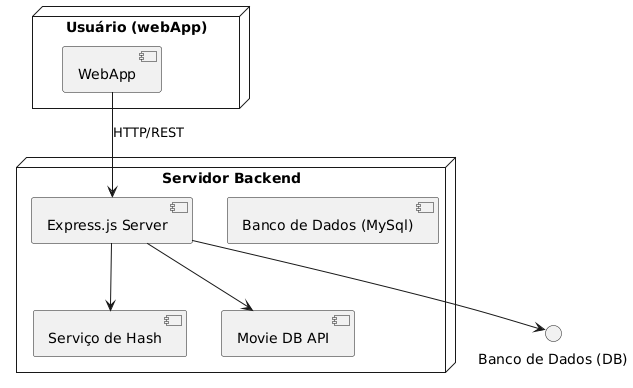 Usuário (webApp)
WebApp
HTTP/REST
Servidor Backend
Express.js Server
Banco de Dados (MySql)
Serviço de Hash
Movie DB API
Banco de Dados (DB)